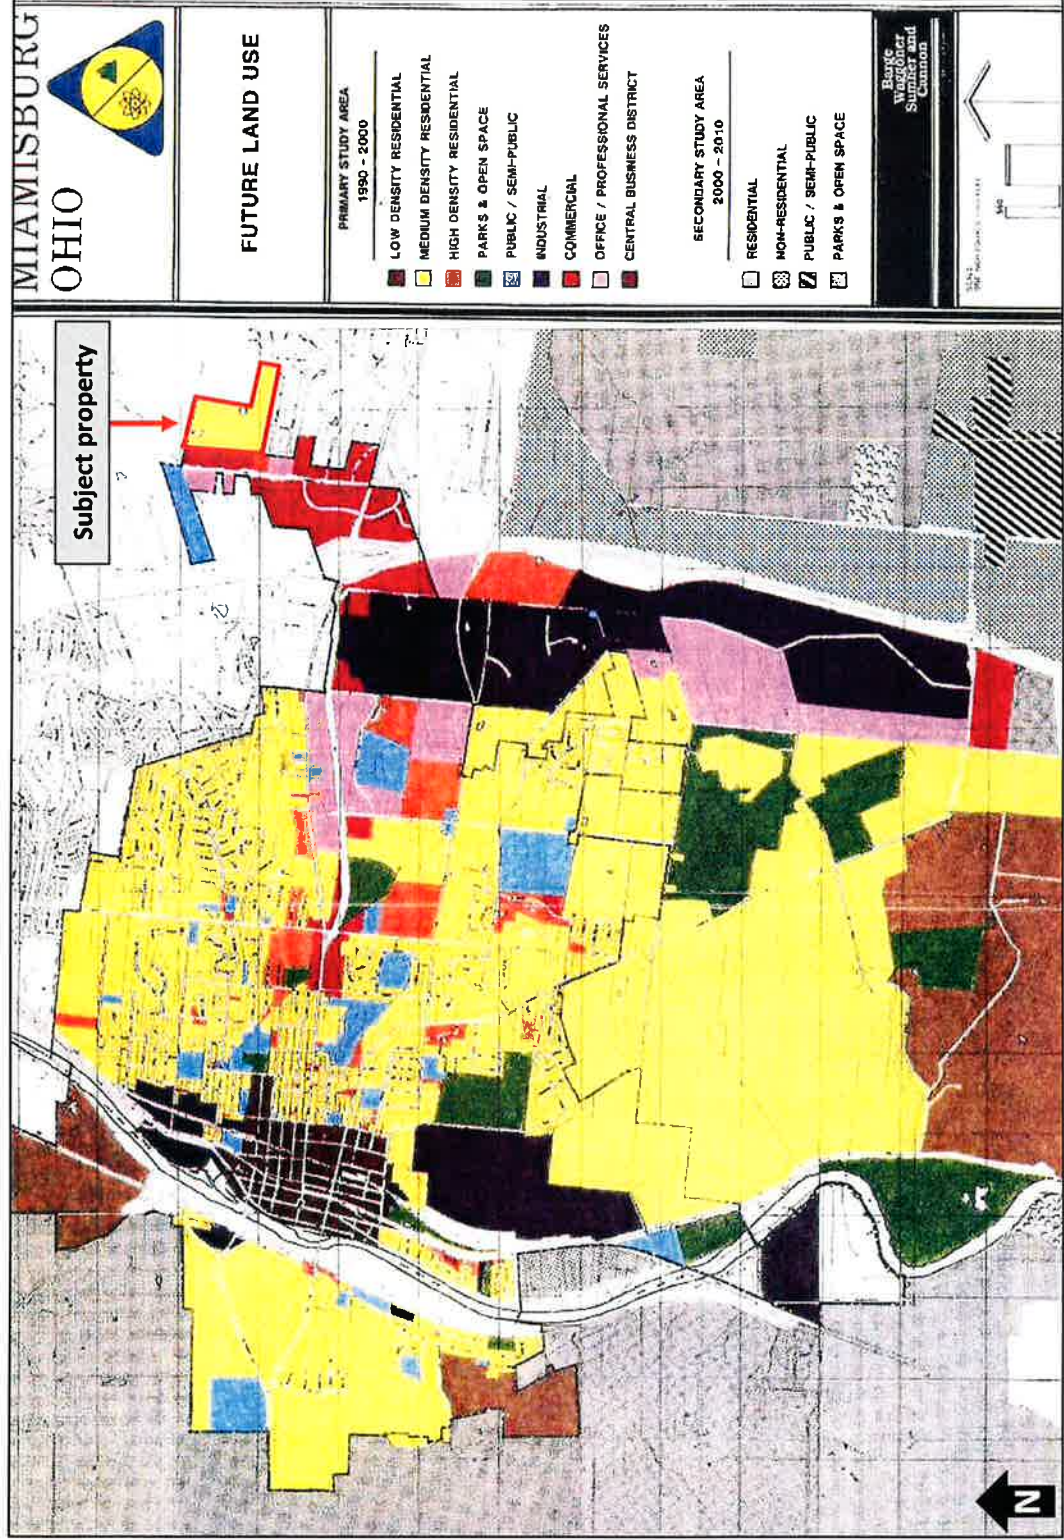 MIAMISBURG
OHIO
FUTURE LAND USE
PRIMARY STUDY AREA
1990 - 2000
LOW DENSITY RESIDENTIAL
MEDIUM DENSITY RESIDENTIAL
HIGH DENSITY RESIDENTIAL
PARKS & OPEN SPACE
PUBLIC / SEMI-PUBLIC
INDUSTRIAL
COMMERCIAL
OFFICE / PROFESSIONAL SERVICES
CENTRAL BUSINESS DISTRICT
SECONDARY STUDY AREA
2000 - 2010
RESIDENTIAL
NON-RESIDENTIAL
PUBLIC / SEMI-PUBLIC
PARKS & OPEN SPACE
Barge
Waggoner
Sumner and
Cannon
Subject property
N